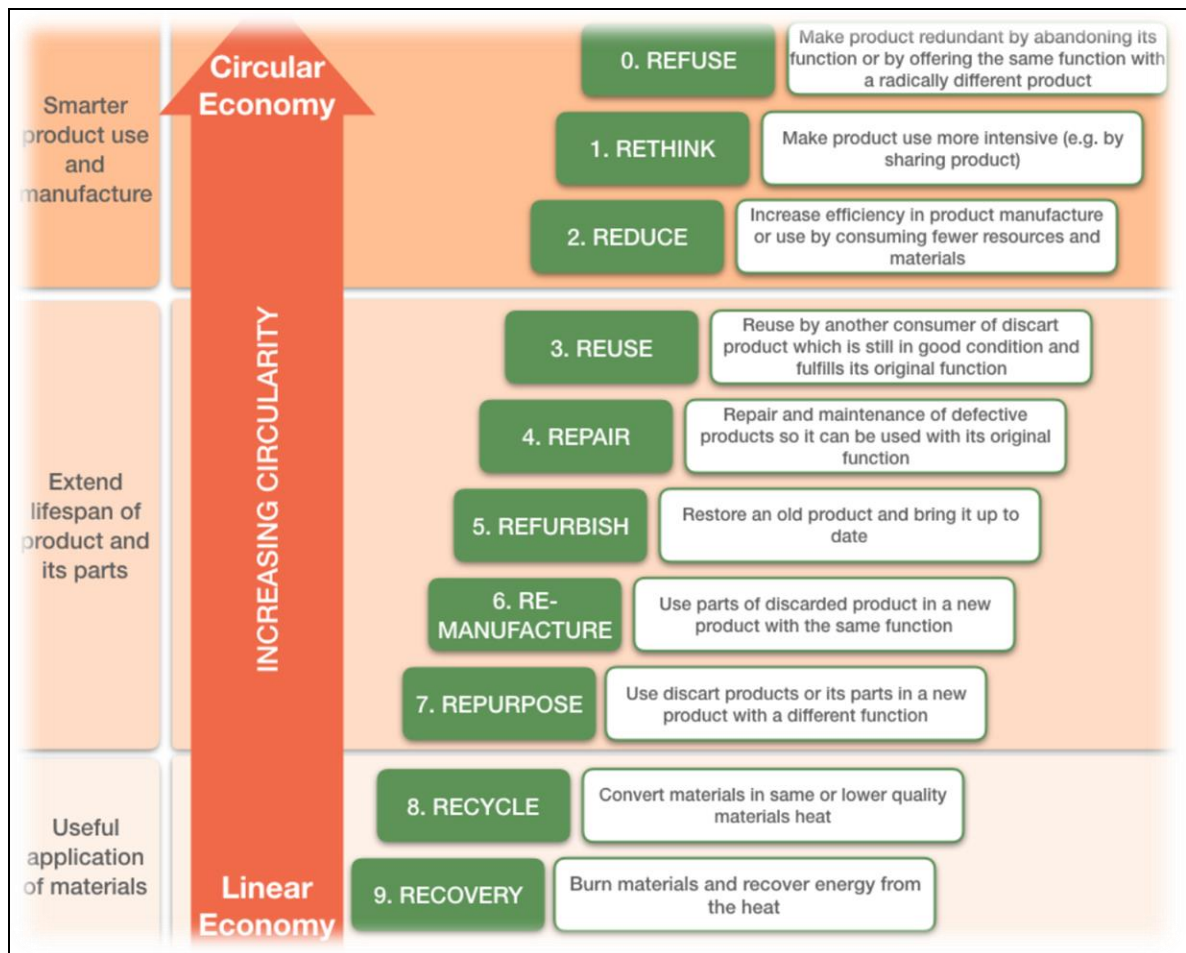 Circular
Economy
INCREASING CIRCULARITY
Linear
Economy
Smarter
product use
and
manufacture
0. REFUSE
Make product redundant by abandoning its
function or by offering the same function with
a radically different product
1. RETHINK
Make product use more intensive (e.g. by
sharing product)
2. REDUCE
Increase efficiency in product manufacture
or use by consuming fewer resources and
materials
Extend
lifespan of
product and
its parts
3. REUSE
Reuse by another consumer of discart
product which is still in good condition and
fulfills its original function
4. REPAIR
Repair and maintenance of defective
products so it can be used with its original
function
5. REFURBISH
Restore an old product and bring it up to
date
6. RE-
MANUFACTURE
Use parts of discarded product in a new
product with the same function
7. REPURPOSE
Use discart products or its parts in a new
product with a different function
Useful
application
of materials
8. RECYCLE
Convert materials in same or lower quality
materials heat
9. RECOVERY
Burn materials and recover energy from
the heat